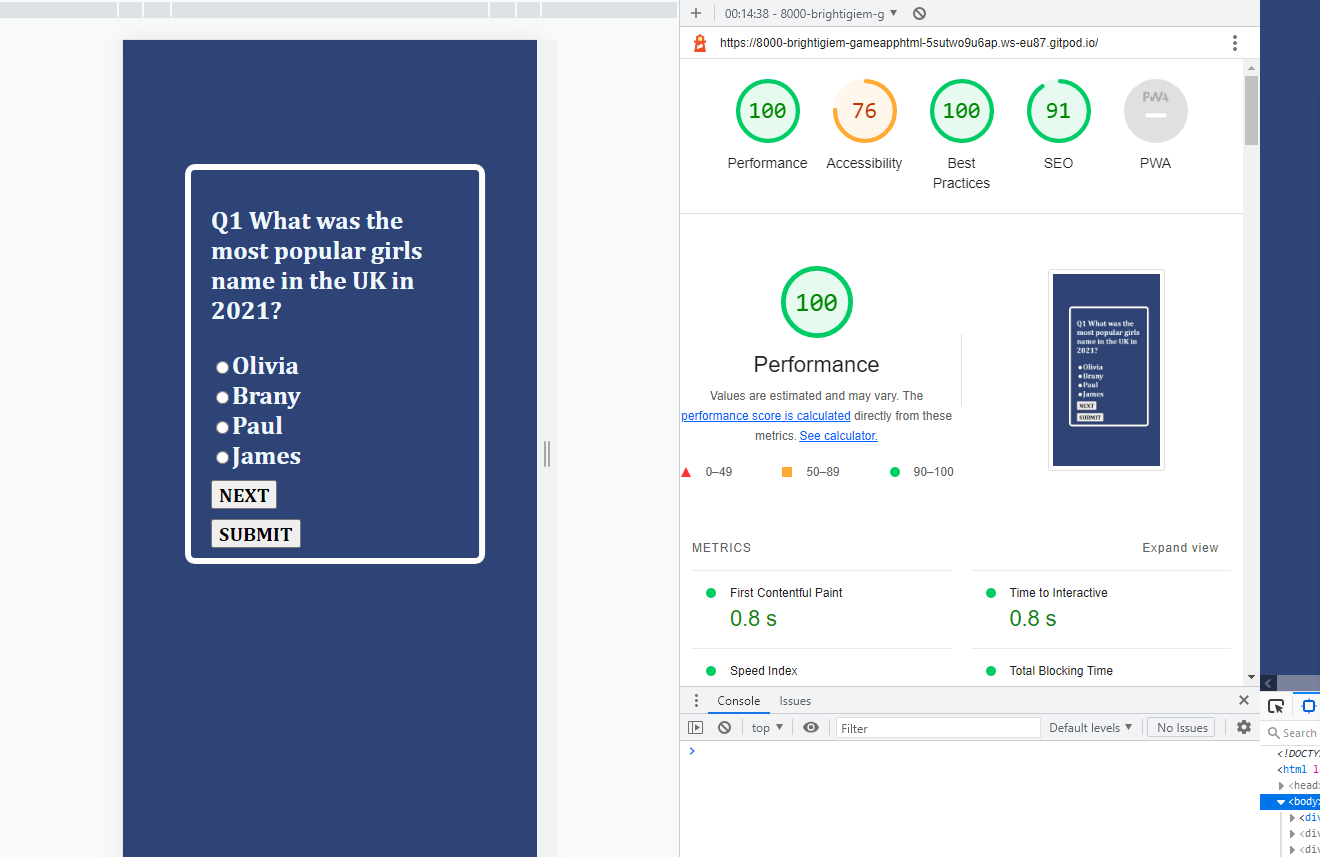 00:14:38 - 8000-brightigiem-g
https://8000-brightigiem-gameapphtml-5sutwo9u6ap.ws-eu87.gitpod.io/
100
76
100
91
PWA
Performance
Accessibility
Best
Practices
SEO
PWA
Q1 What was the
most popular girls
name in the UK in
2021?
Olivia
Brany
Paul
James
NEXT
SUBMIT
100
Performance
Values are estimated and may vary. The
performance score is calculated directly from these
metrics. See calculator.
0–49
50–89
90–100
Q1 What was the
most popular girls
name in the UK in
2021?
Olivia
Brany
Paul
James
NEXT
SUBMIT
METRICS
Expand view
First Contentful Paint
0.8 s
Time to Interactive
0.8 s
Speed Index
Total Blocking Time
Console
Issues
top
Filter
Default levels
No Issues
Search
<!DOCTY
<html l
<head>
<body>
<div
<div
<div